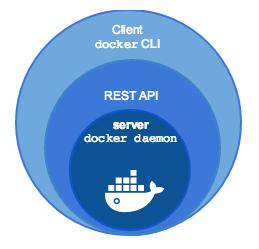 Client
docker CLI
REST API
server
docker daemon